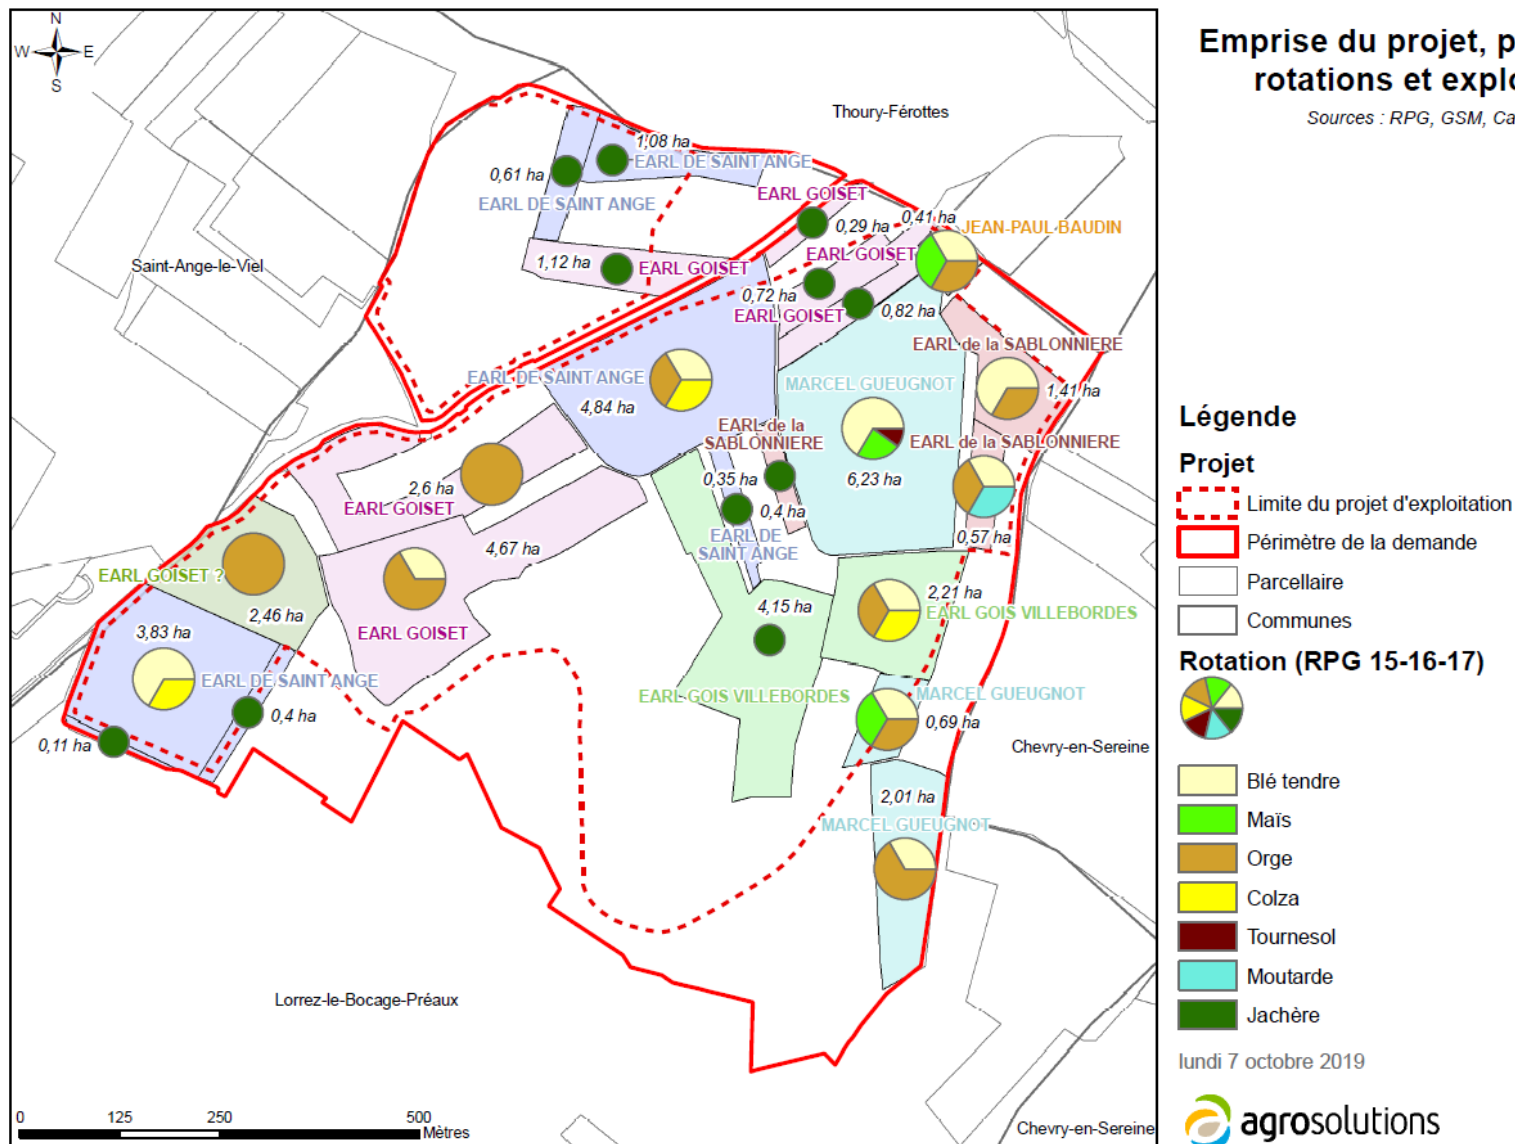 N
W E
S
Emprise du projet, p
rotations et explo
Sources : RPG, GSM, Ca
Thoury-Férottes
1,08 ha
EARL DE SAINT ANGE
0,61 ha
EARL DE SAINT ANGE
EARL GOISET
0,29 ha
0,41 ha
JEAN-PAUL BAUDIN
Saint-Ange-le-Viel
1,12 ha
EARL GOISET
EARL GOISET
0,72 ha
EARL GOISET
0,82 ha
EARL de la SABLONNIERE
1,41 ha
EARL DE SAINT ANGE
4,84 ha
MARCEL GUEUGNOT
6,23 ha
EARL de la
SABLONNIERE
0,4 ha
EARL de la SABLONNIERE
0,57 ha
0,35 ha
EARL DE
SAINT ANGE
2,6 ha
EARL GOISET
4,67 ha
EARL GOISET
EARL GOISET ?
2,46 ha
3,83 ha
EARL DE SAINT ANGE
0,4 ha
0,11 ha
4,15 ha
EARL GOIS VILLEBORDES
2,21 ha
EARL GOIS VILLEBORDES
MARCEL GUEUGNOT
0,69 ha
Chevry-en-Sereine
2,01 ha
MARCEL GUEUGNOT
Lorrez-le-Bocage-Préaux
Chevry-en-Sereine
0 125 250 500
Mètres
Légende
Projet
Limite du projet d'exploitation
Périmètre de la demande
Parcellaire
Communes
Rotation (RPG 15-16-17)
Blé tendre
Maïs
Orge
Colza
Tournesol
Moutarde
Jachère
lundi 7 octobre 2019
agrosolutions